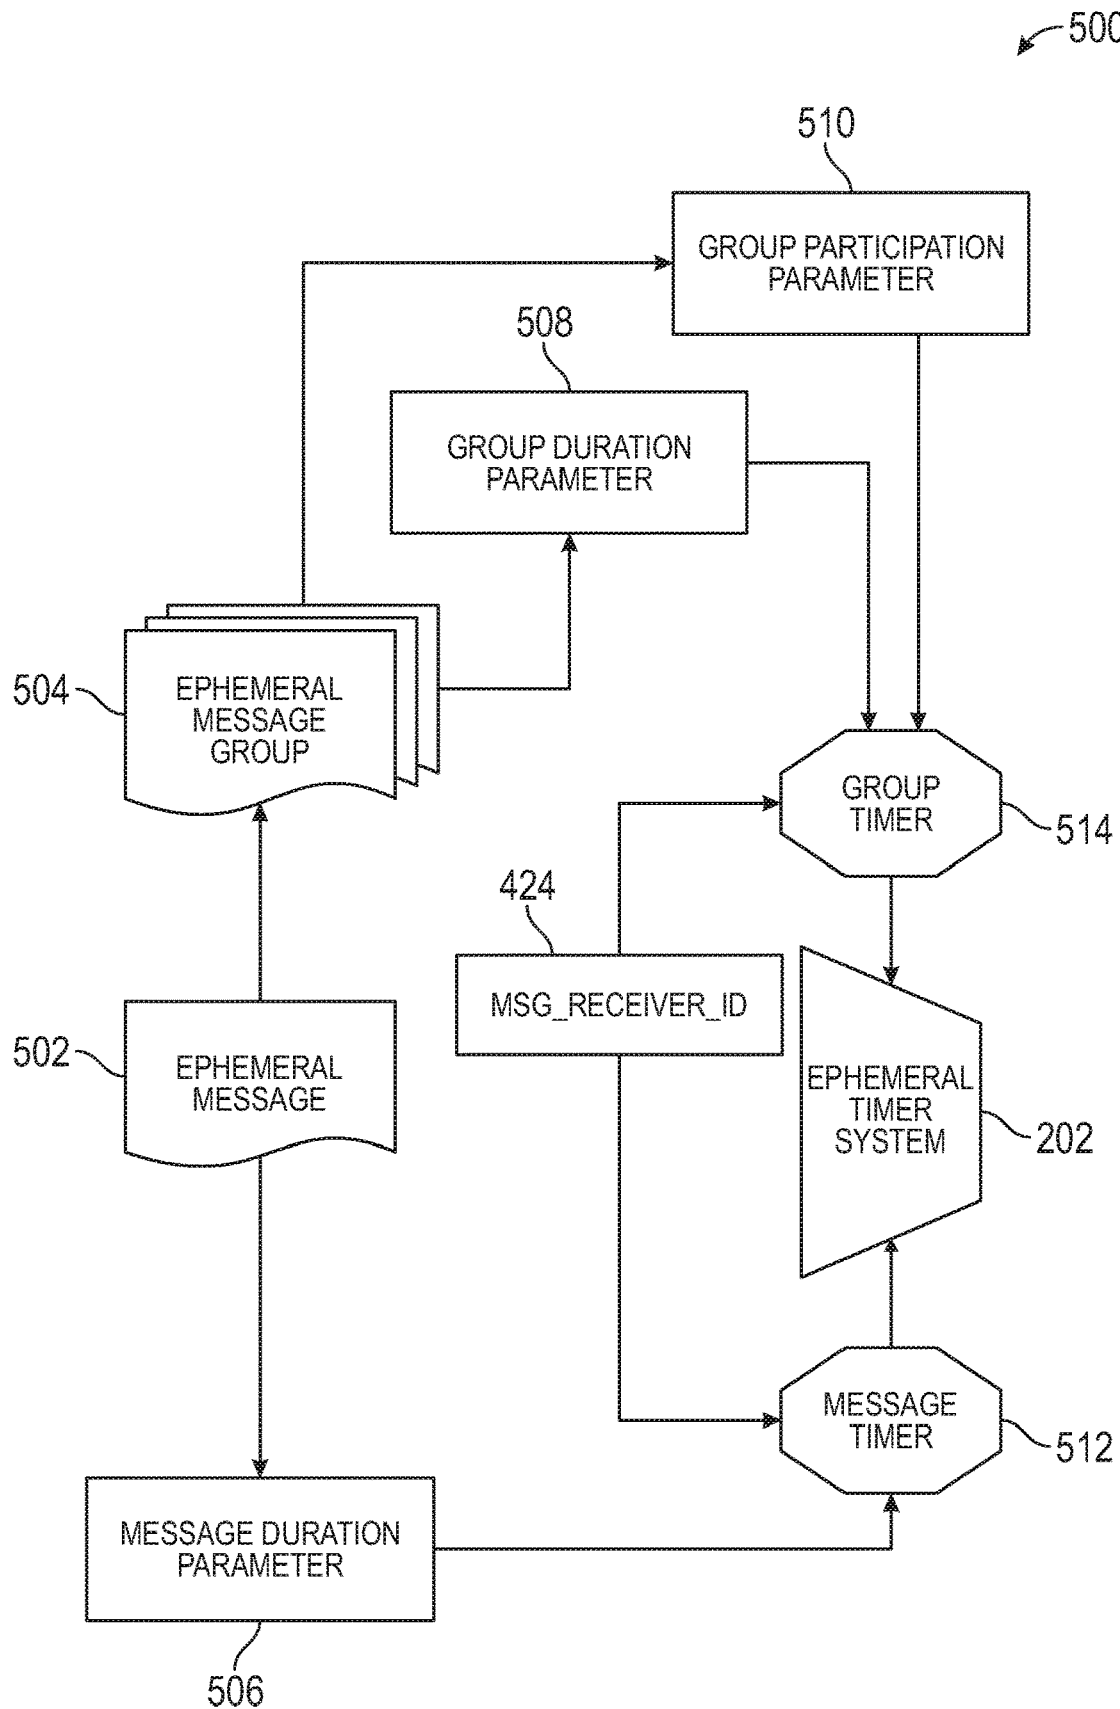 500
510
GROUP PARTICIPATION
PARAMETER
508
GROUP DURATION
PARAMETER
504
EPHEMERAL
MESSAGE
GROUP
GROUP
TIMER
514
424
MSG_RECEIVER_ID
502
EPHEMERAL
MESSAGE
EPHEMERAL
TIMER
SYSTEM
202
MESSAGE
TIMER
512
MESSAGE DURATION
PARAMETER
506